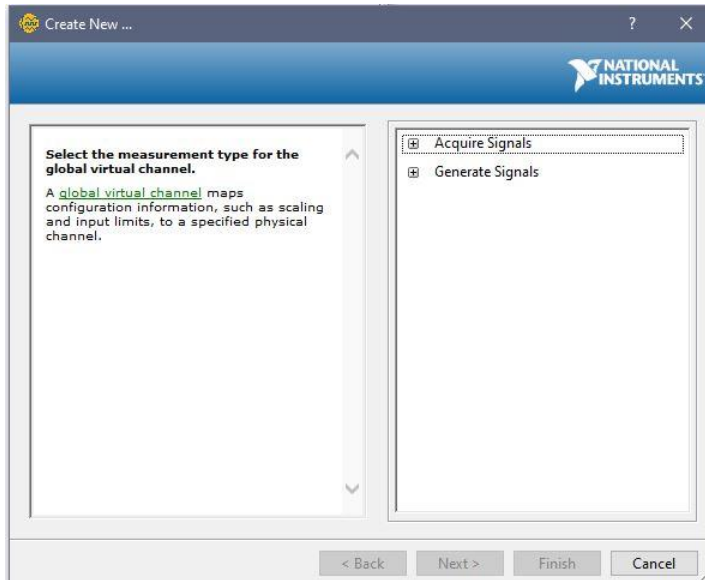 Create New ...
NATIONAL
INSTRUMENTS
Select the measurement type for the
global virtual channel.
A global virtual channel maps
configuration information, such as scaling
and input limits, to a specified physical
channel.
Acquire Signals
Generate Signals
< Back
Next >
Finish
Cancel